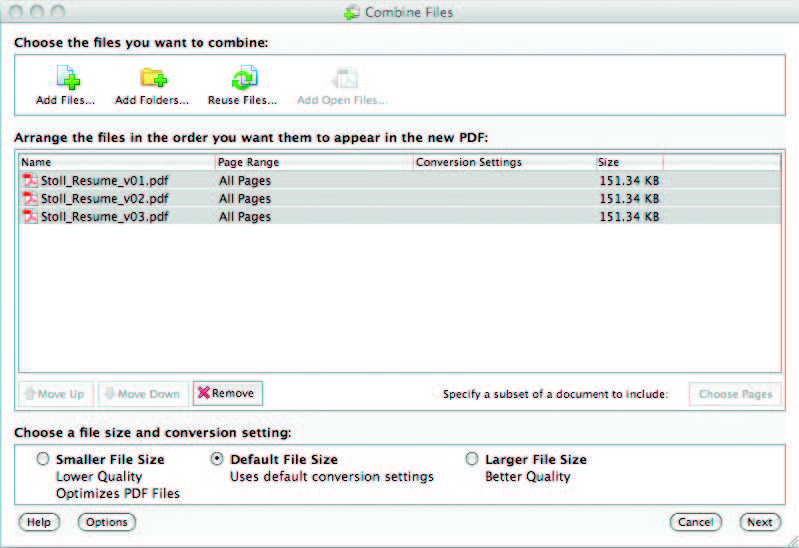 Combine Files
Choose the files you want to combine:
Add Files... Add Folders... Reuse Files... Add Open Files...
Arrange the files in the order you want them to appear in the new PDF:
Name Page Range Conversion Settings Size
Stoll_Resume_v01.pdf All Pages 151.34 KB
Stoll_Resume_v02.pdf All Pages 151.34 KB
Stoll_Resume_v03.pdf All Pages 151.34 KB
Move Up Move Down Remove Specify a subset of a document to include: Choose Pages
Choose a file size and conversion setting:
Smaller File Size Default File Size Larger File Size
Lower Quality Uses default conversion settings Better Quality
Optimizes PDF Files
Help Options Cancel Next